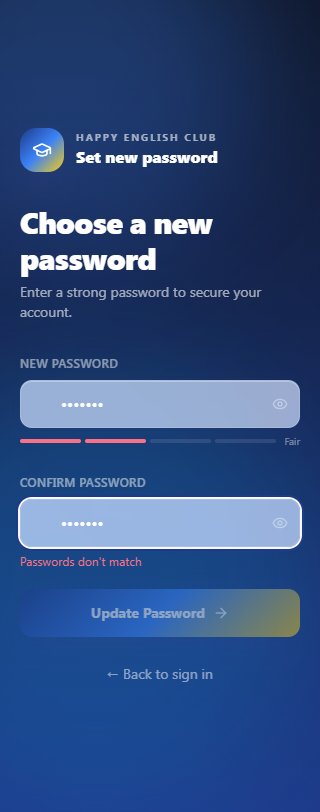 HAPPY ENGLISH CLUB
Set new password
Choose a new
password
Enter a strong password to secure your
account.
NEW PASSWORD
•••••••
Fair
CONFIRM PASSWORD
•••••••
Passwords don't match
Update Password →
← Back to sign in